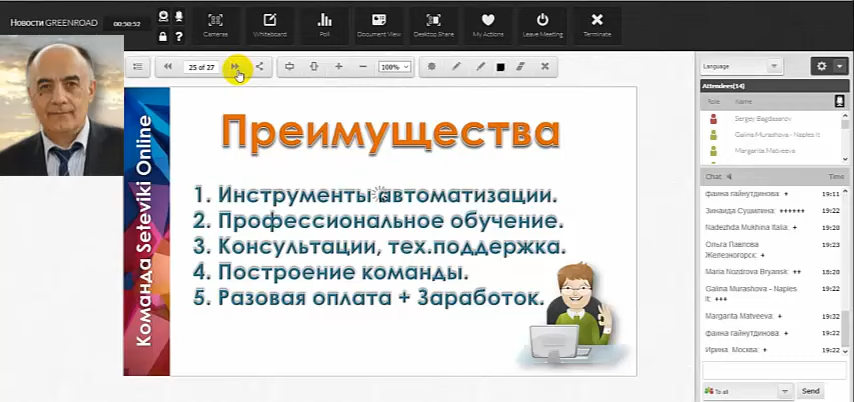 Новости GREENROAD
00:50:52
Cameras
Whiteboard
Poll
Document View
Desktop Share
My Actions
Leave Meeting
Terminate
25 of 27
100%
Language
Attendees(14)
Role Name
Sergey Bagdasarov
Galina Murashova - Naples It
Margarita Matveeva
Команда Seteviki Online
Преимущества
1. Инструменты автоматизации.
2. Профессиональное обучение.
3. Консультации, тех.поддержка.
4. Построение команды.
5. Разовая оплата + Заработок.
Chat Time
фаина гайнутдинова: + 19:11
Зинаида Сушилина: ++++++ 19:22
Nadezhda Mukhina Italia: + 19:20
Ольга Павлова 19:23
Железногорск: +
Maria Nozdrova Bryansk: ++ 18:20
Galina Murashova - Naples 19:22
It: +++
Margarita Matveeva: + 19:32
фаина гайнутдинова: + 19:22
Ирина Москва: + 19:22
To all
Send